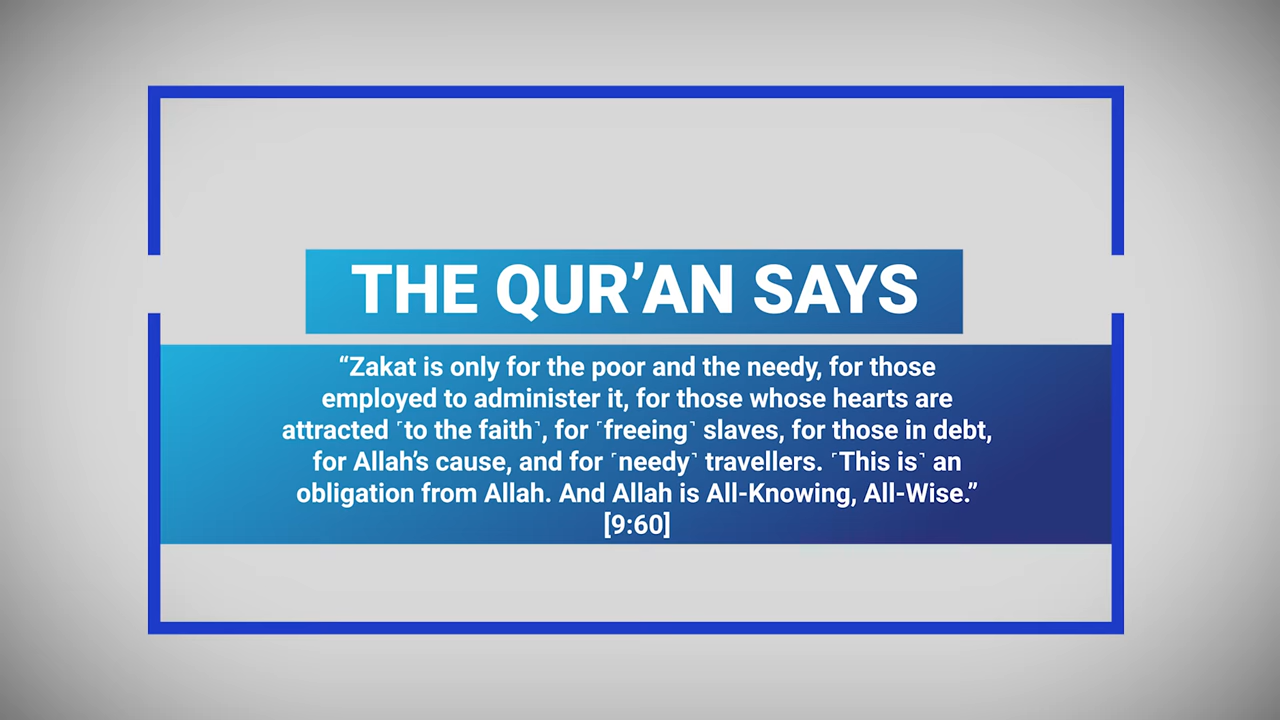 THE QUR’AN SAYS
“Zakat is only for the poor and the needy, for those
employed to administer it, for those whose hearts are
attracted ˹to the faith˺, for ˹freeing˺ slaves, for those in debt,
for Allah’s cause, and for ˹needy˺ travellers. ˹This is˺ an
obligation from Allah. And Allah is All-Knowing, All-Wise.”
[9:60]